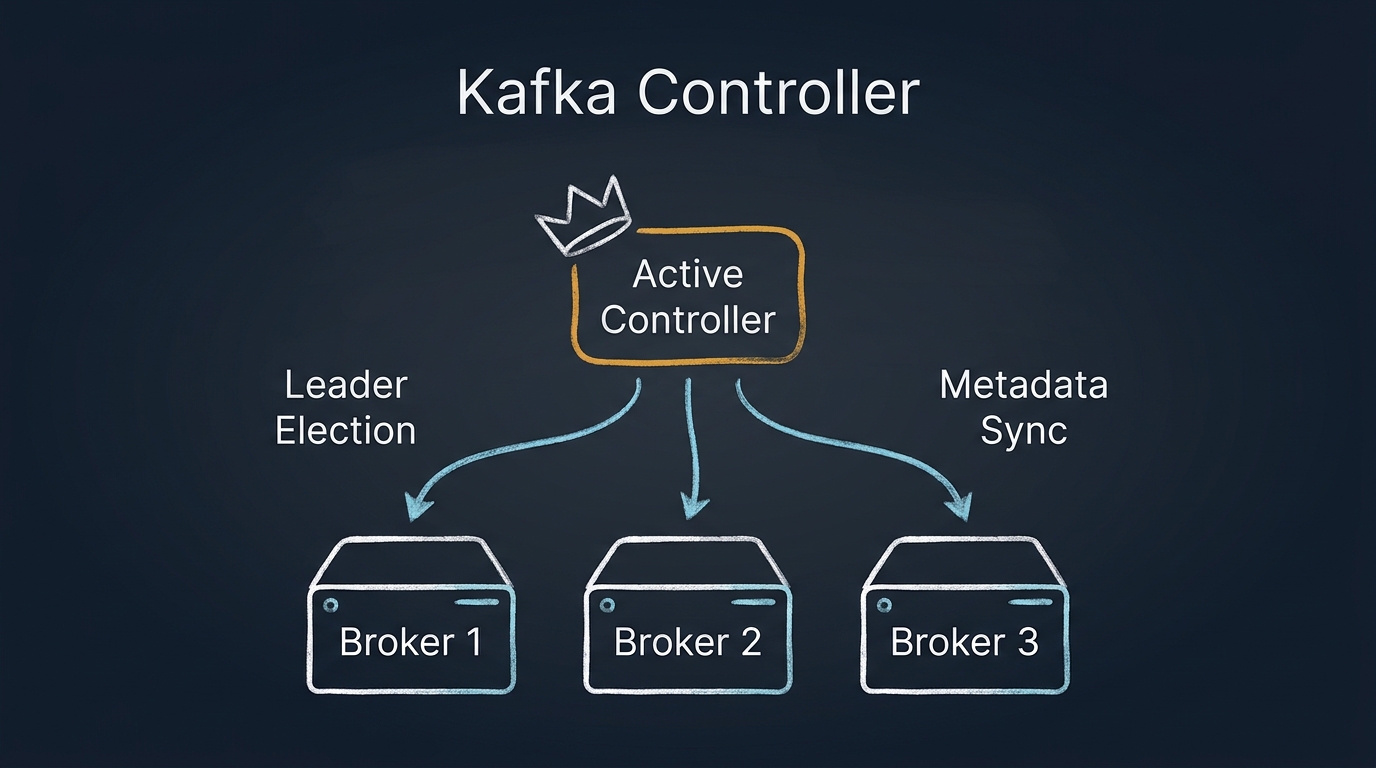 Kafka Controller
Active
Controller
Leader
Election
Metadata
Sync
Broker 1
Broker 2
Broker 3